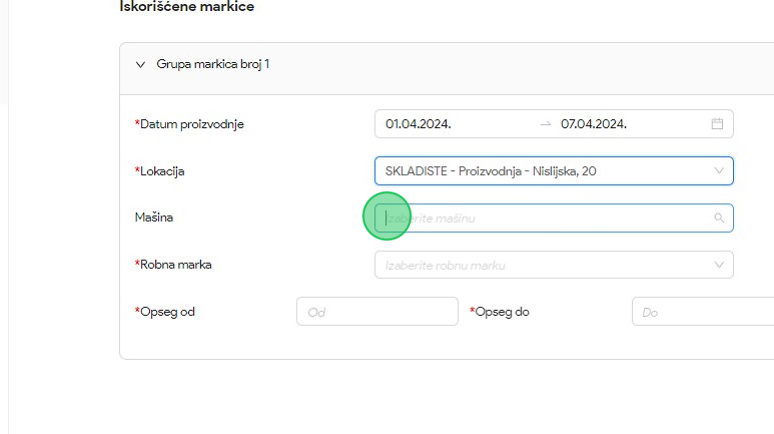 Iskorišćene markice
Grupa markica broj 1
*Datum proizvodnje 01.04.2024. → 07.04.2024.
*Lokacija SKLADISTE - Proizvodnja - Nislijska, 20
Mašina Izaberite mašinu
*Robna marka Izaberite robnu marku
*Opseg od Od *Opseg do Do